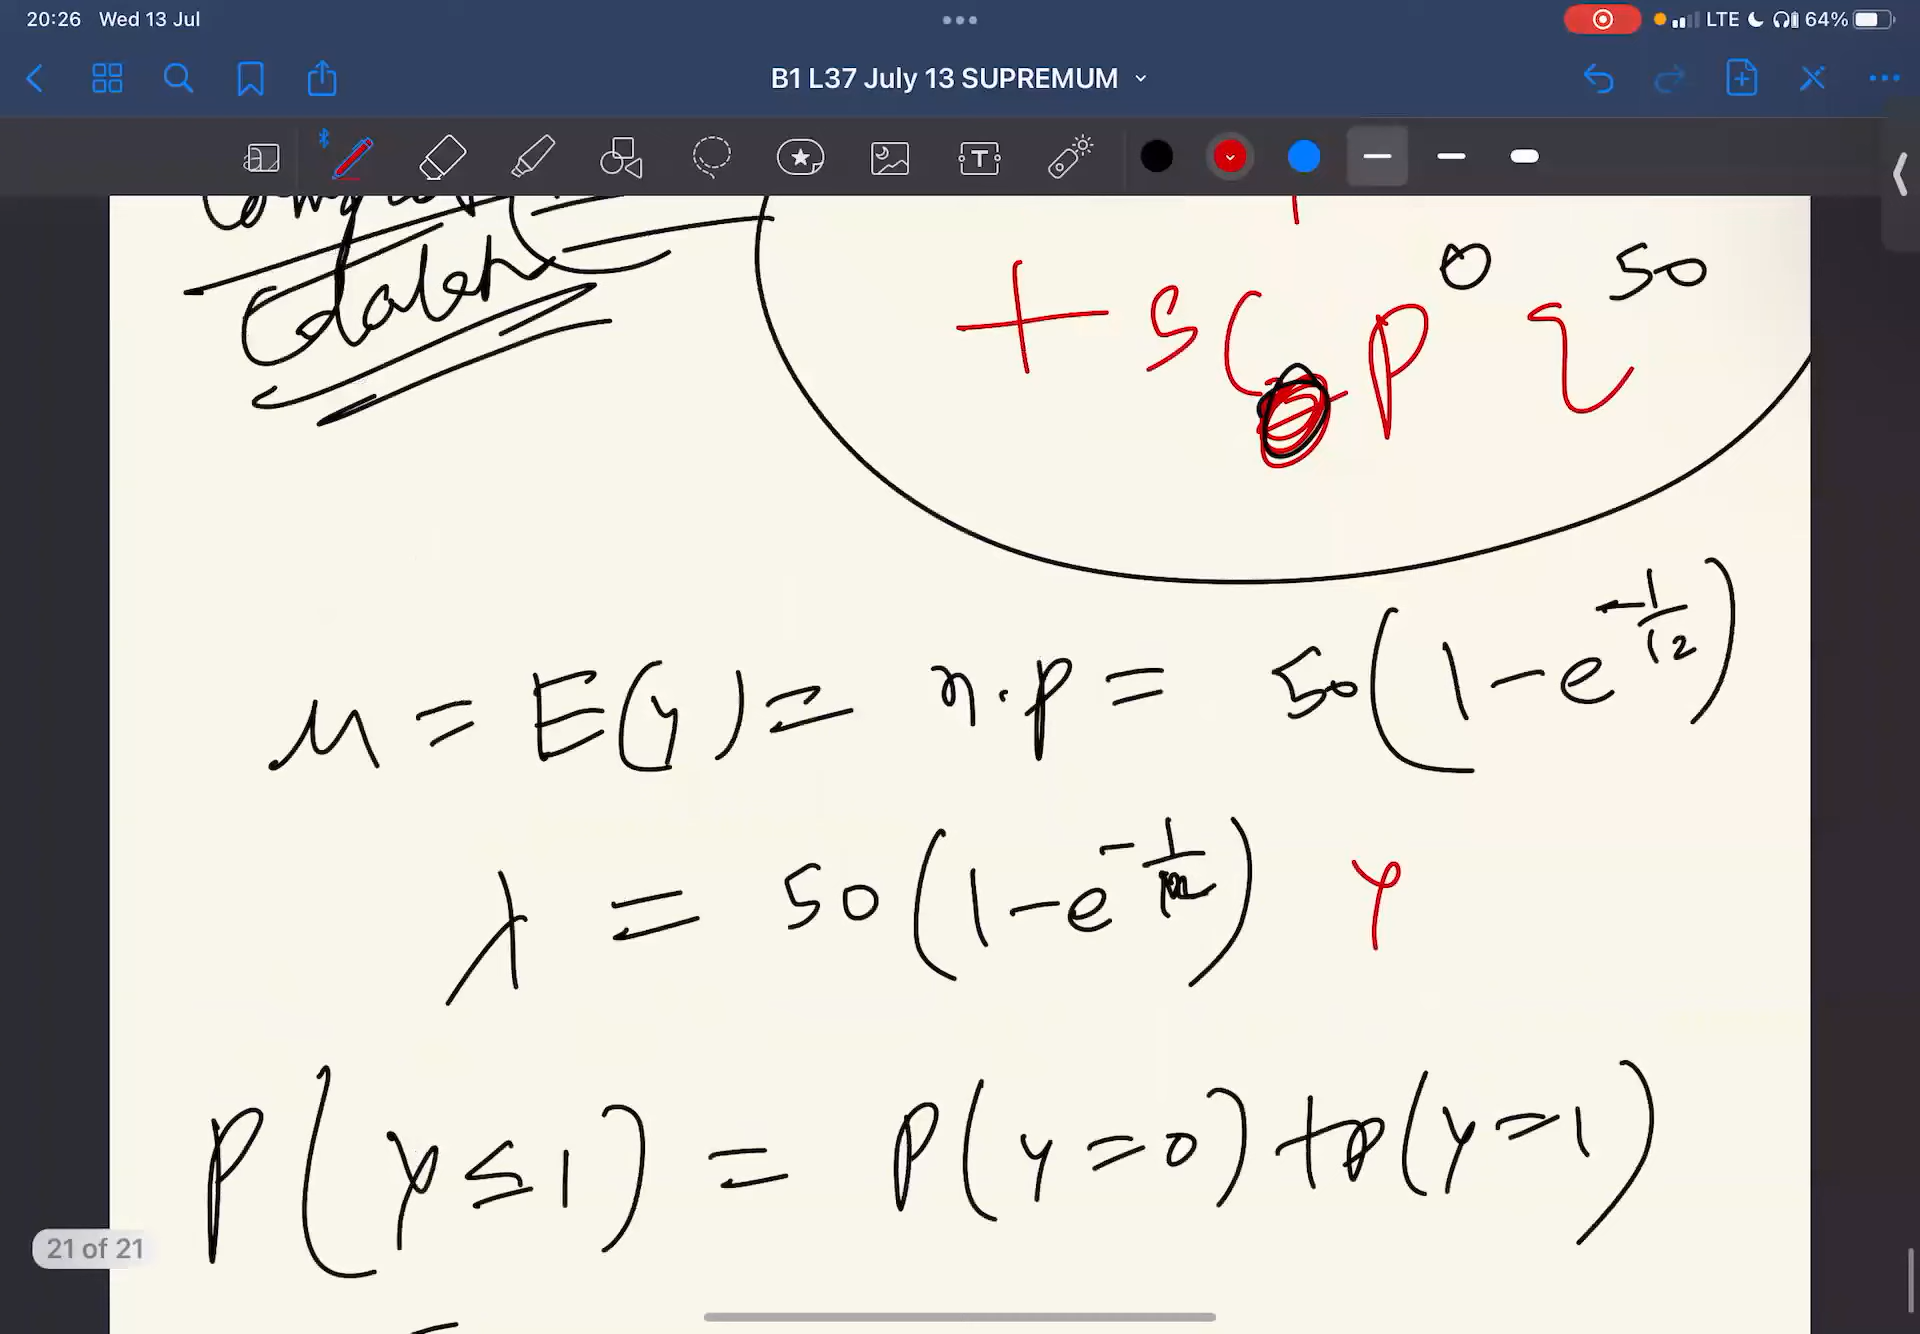 20:26 Wed 13 Jul LTE 64%
B1 L37 July 13 SUPREMUM
+ 5C0 p^0 q^50
μ = E(Y) = n·p = 50(1-e^{-1/12})
λ = 50(1-e^{-1/12}) Y
P(Y≤1) = P(Y=0)+P(Y=1)
21 of 21